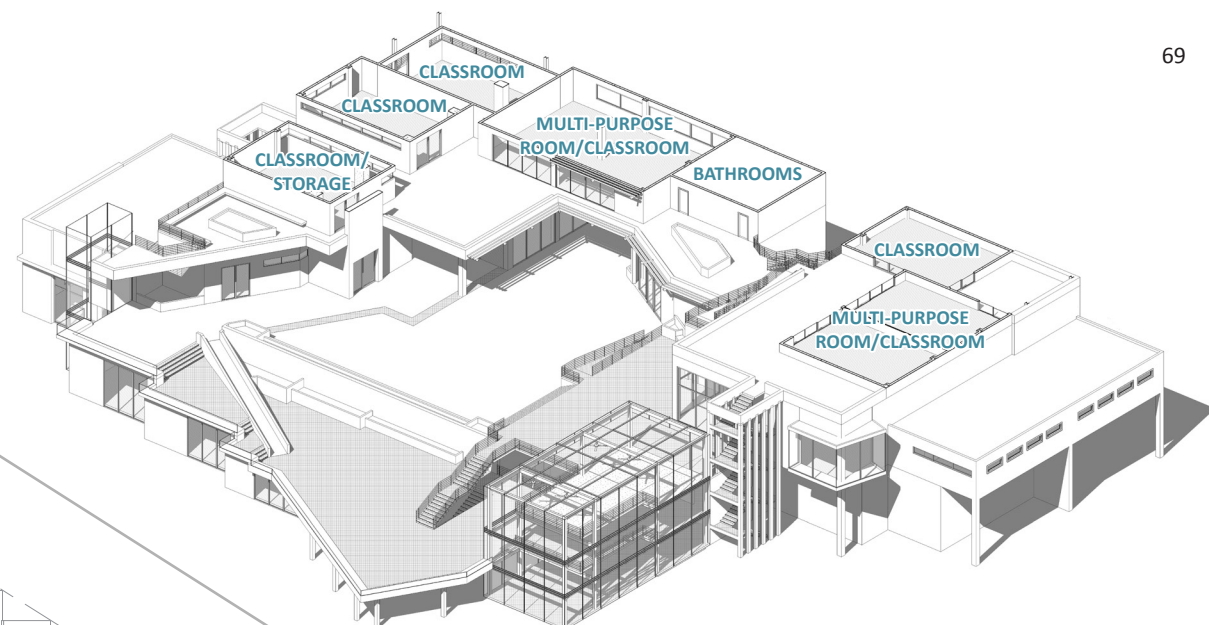 69
CLASSROOM
CLASSROOM
MULTI-PURPOSE
ROOM/CLASSROOM
CLASSROOM/
STORAGE
BATHROOMS
CLASSROOM
MULTI-PURPOSE
ROOM/CLASSROOM